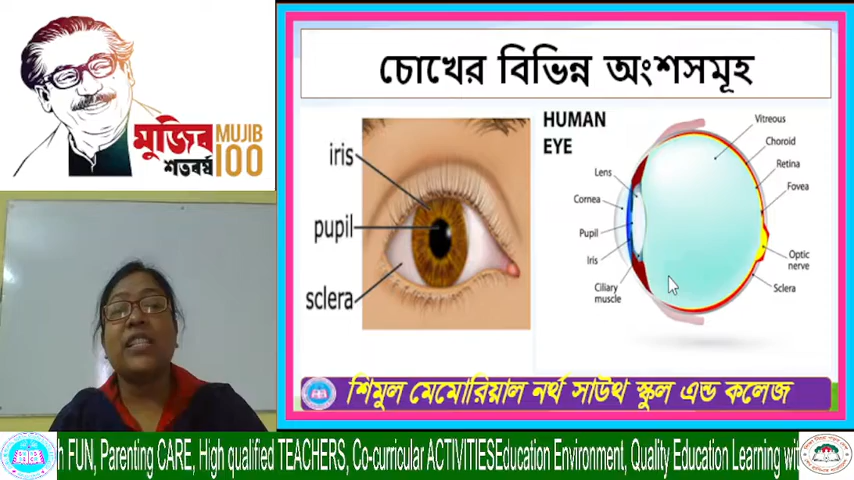 মুজিব
শতবর্ষ
MUJIB
100
চোখের বিভিন্ন অংশসমূহ
iris
pupil
sclera
HUMAN
EYE
Vitreous
Choroid
Retina
Fovea
Optic
nerve
Sclera
Lens
Cornea
Pupil
Iris
Ciliary
muscle
শিমুল মেমোরিয়াল নর্থ সাউথ স্কুল এন্ড কলেজ
h FUN, Parenting CARE, High qualified TEACHERS, Co-curricular ACTIVITIESEducation Environment, Quality Education Learning wit